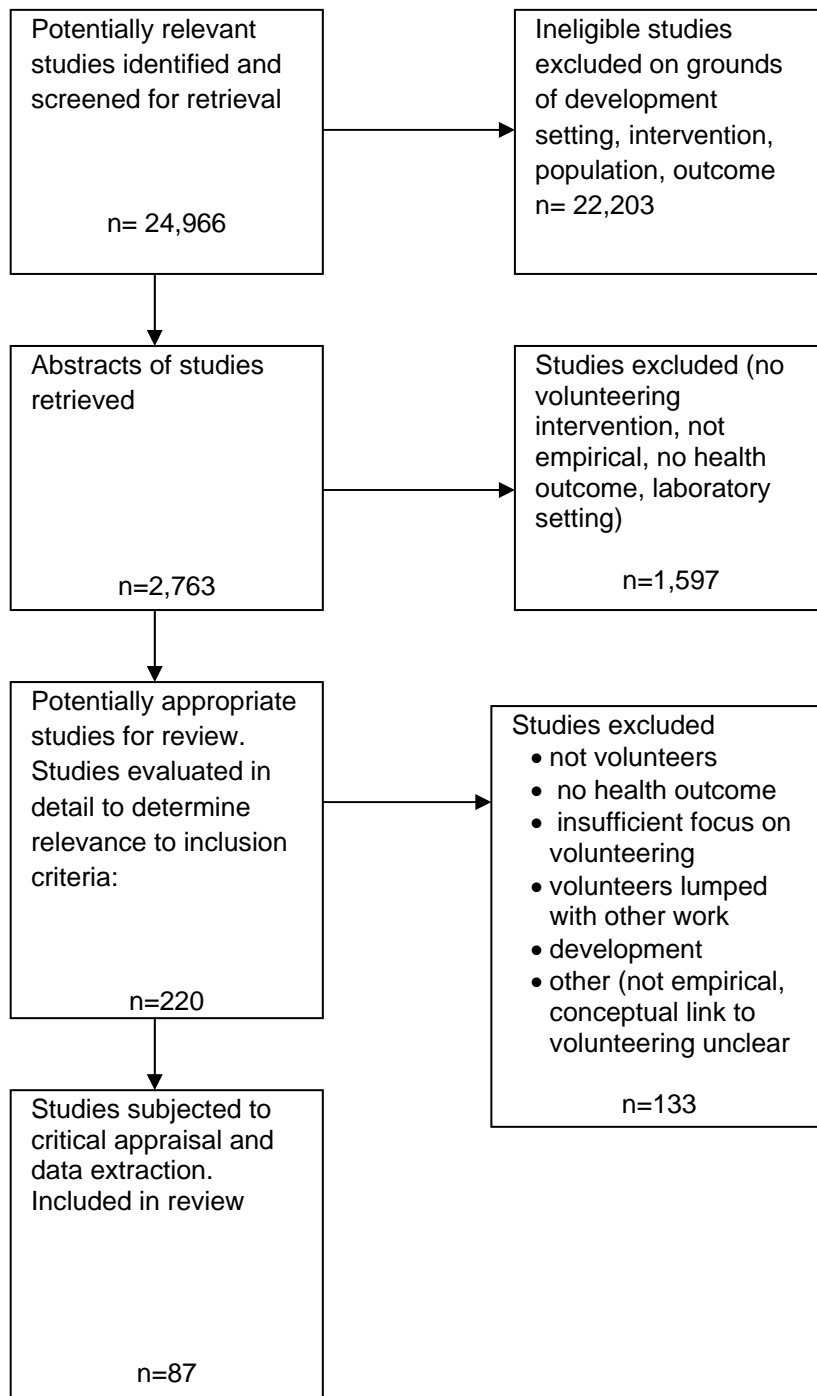 Potentially relevant
studies identified and
screened for retrieval
n= 24,966
Ineligible studies
excluded on grounds
of development
setting, intervention,
population, outcome
n= 22,203
Abstracts of studies
retrieved
n=2,763
Studies excluded (no
volunteering
intervention, not
empirical, no health
outcome, laboratory
setting)
n=1,597
Potentially appropriate
studies for review.
Studies evaluated in
detail to determine
relevance to inclusion
criteria:
n=220
Studies excluded
• not volunteers
• no health outcome
• insufficient focus on
volunteering
• volunteers lumped
with other work
• development
• other (not empirical,
conceptual link to
volunteering unclear
n=133
Studies subjected to
critical appraisal and
data extraction.
Included in review
n=87